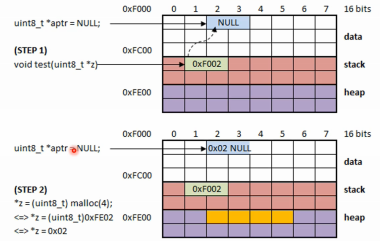 0xF000 0 1 2 3 4 5 6 7 16 bits
uint8_t *aptr = NULL; NULL
data
(STEP 1) 0xFC00
void test(uint8_t *z) 0xF002 stack
0xFE00 heap
0xF000 0 1 2 3 4 5 6 7 16 bits
uint8_t *aptr = NULL; 0x02 NULL
data
0xFC00
(STEP 2) 0xF002 stack
*z = (uint8_t) malloc(4);
<=> *z = (uint8_t)0xFE02 0xFE00 heap
<=> *z = 0x02